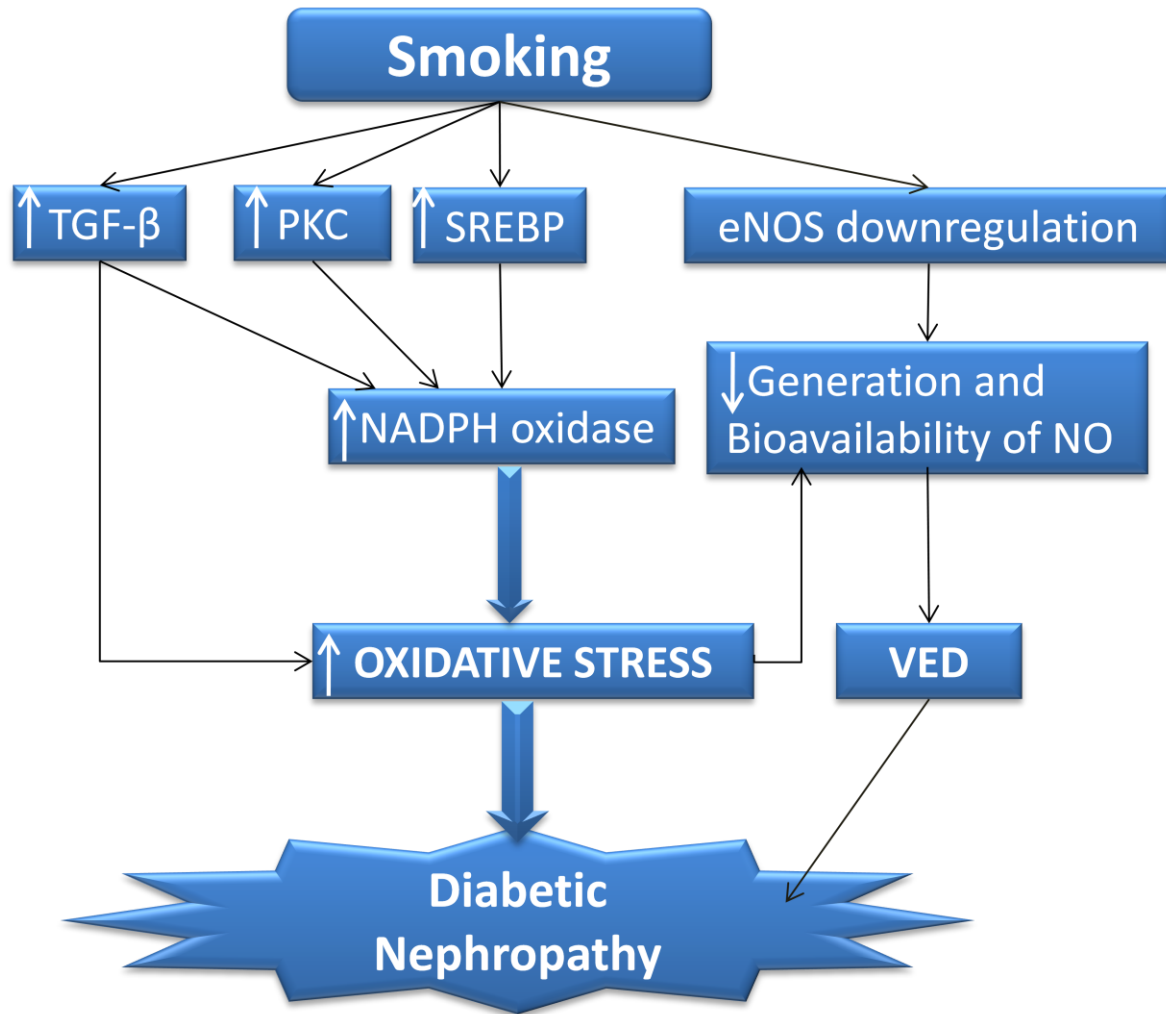 Smoking
↑ TGF-β
↑ PKC
↑ SREBP
eNOS downregulation
↓ Generation and
Bioavailability of NO
↑ NADPH oxidase
↑ OXIDATIVE STRESS
VED
Diabetic
Nephropathy